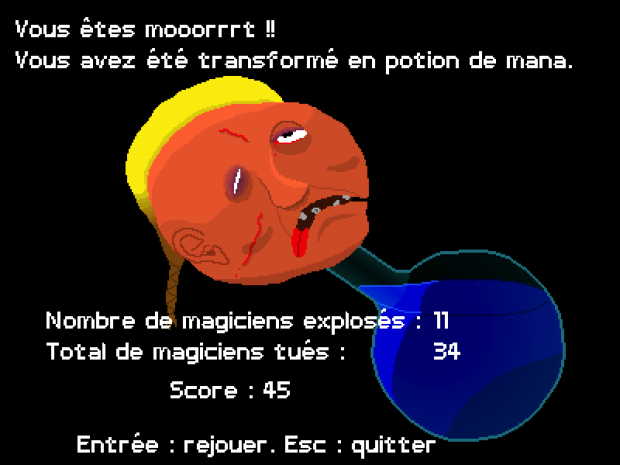 Vous êtes mooorrrt !!
Vous avez été transformé en potion de mana.
Nombre de magiciens explosés : 11
Total de magiciens tués : 34
Score : 45
Entrée : rejouer. Esc : quitter